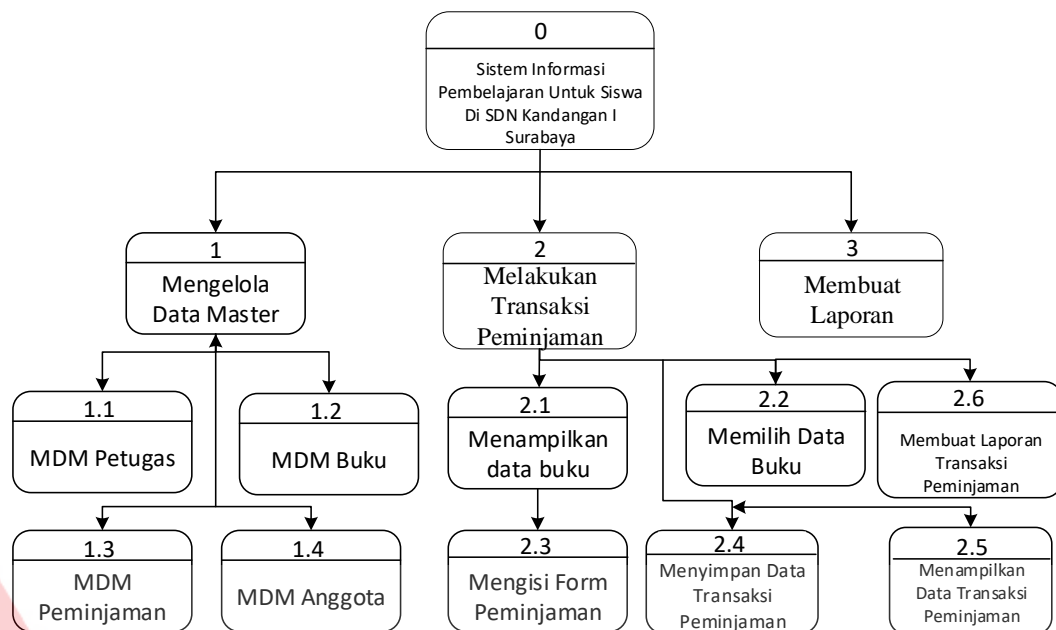 0
Sistem Informasi
Pembelajaran Untuk Siswa
Di SDN Kandangan I
Surabaya
1
Mengelola
Data Master
2
Melakukan
Transaksi
Peminjaman
3
Membuat
Laporan
1.1
MDM Petugas
1.2
MDM Buku
2.1
Menampilkan
data buku
2.2
Memilih Data
Buku
2.6
Membuat Laporan
Transaksi
Peminjaman
1.3
MDM
Peminjaman
1.4
MDM Anggota
2.3
Mengisi Form
Peminjaman
2.4
Menyimpan Data
Transaksi
Peminjaman
2.5
Menampilkan
Data Transaksi
Peminjaman